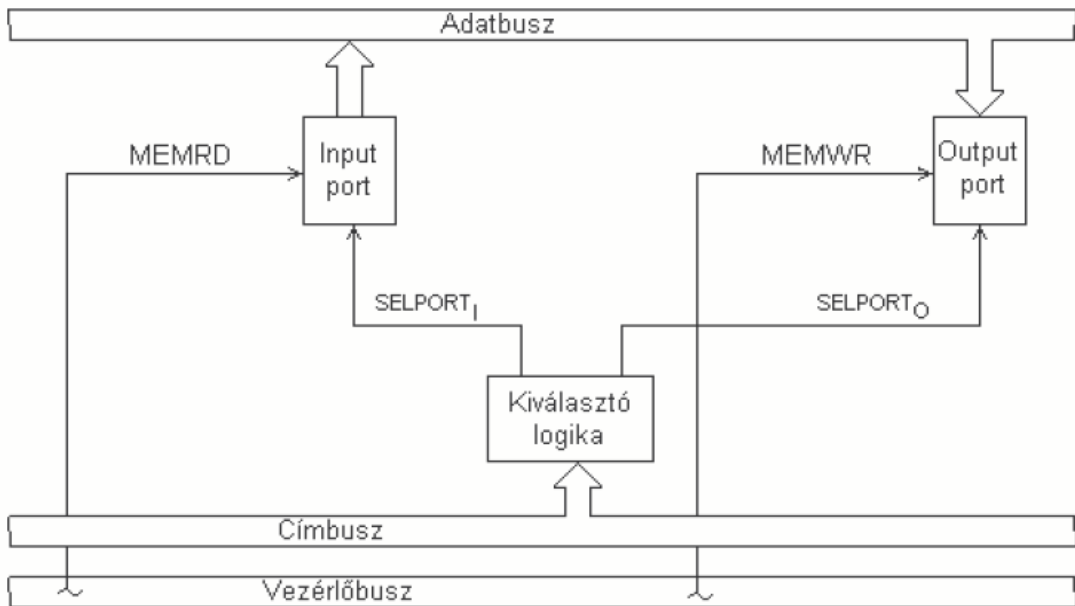 Adatbusz
MEMRD
Input
port
MEMWR
Output
port
SELPORT_I
SELPORT_O
Kiválasztó
logika
Címbusz
Vezérlőbusz